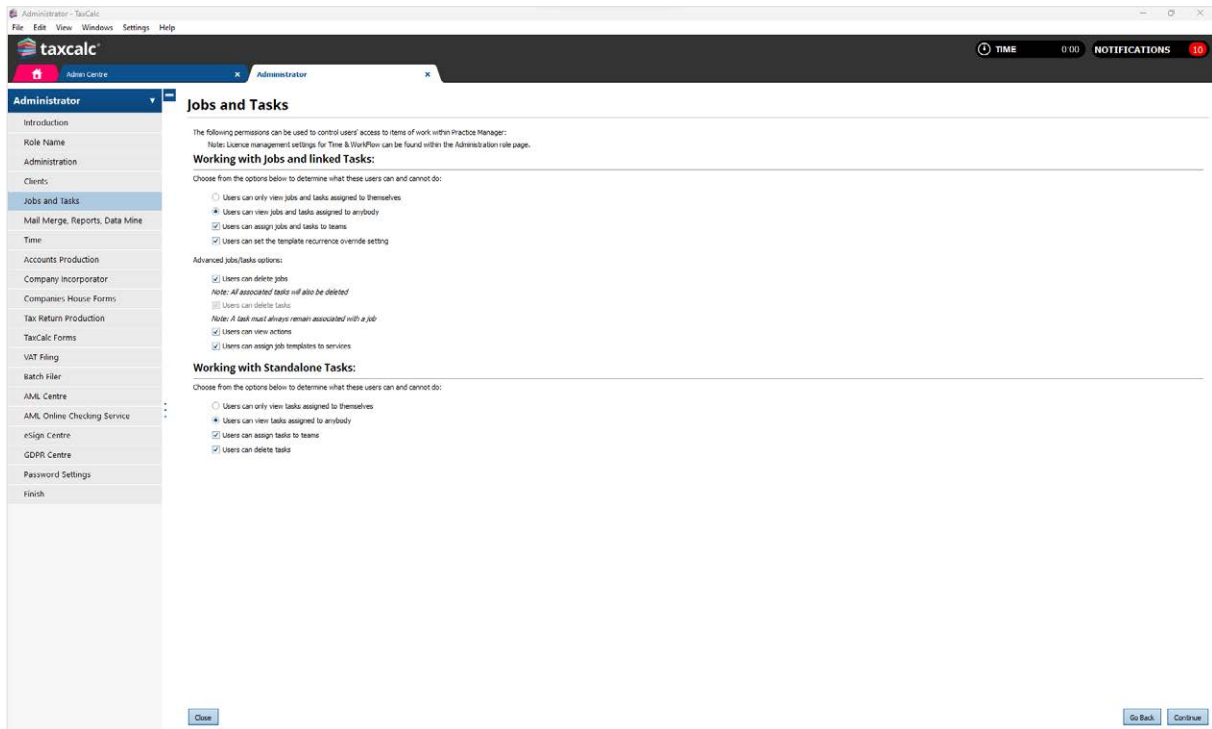 Administrator - TaxCalc
File Edit View Windows Settings Help
taxcalc
TIME 0:00 NOTIFICATIONS 10
Admin Centre × Administrator ×
Administrator
Introduction
Role Name
Administration
Clients
Jobs and Tasks
Mail Merge, Reports, Data Mine
Time
Accounts Production
Company Incorporator
Companies House Forms
Tax Return Production
TaxCalc Forms
VAT Filing
Batch Filer
AML Centre
AML Online Checking Service
eSign Centre
GDPR Centre
Password Settings
Finish
Jobs and Tasks
The following permissions can be used to control users' access to items of work within Practice Manager:
Note: Licence management settings for Time & WorkFlow can be found within the Administration role page.
Working with Jobs and linked Tasks:
Choose from the options below to determine what these users can and cannot do:
Users can only view jobs and tasks assigned to themselves
Users can view jobs and tasks assigned to anybody
Users can assign jobs and tasks to teams
Users can set the template recurrence override setting
Advanced jobs/tasks options:
Users can delete jobs
Note: All associated tasks will also be deleted
Users can delete tasks
Note: A task must always remain associated with a job
Users can view actions
Users can assign job templates to services
Working with Standalone Tasks:
Choose from the options below to determine what these users can and cannot do:
Users can only view tasks assigned to themselves
Users can view tasks assigned to anybody
Users can assign tasks to teams
Users can delete tasks
Close
Go Back Continue